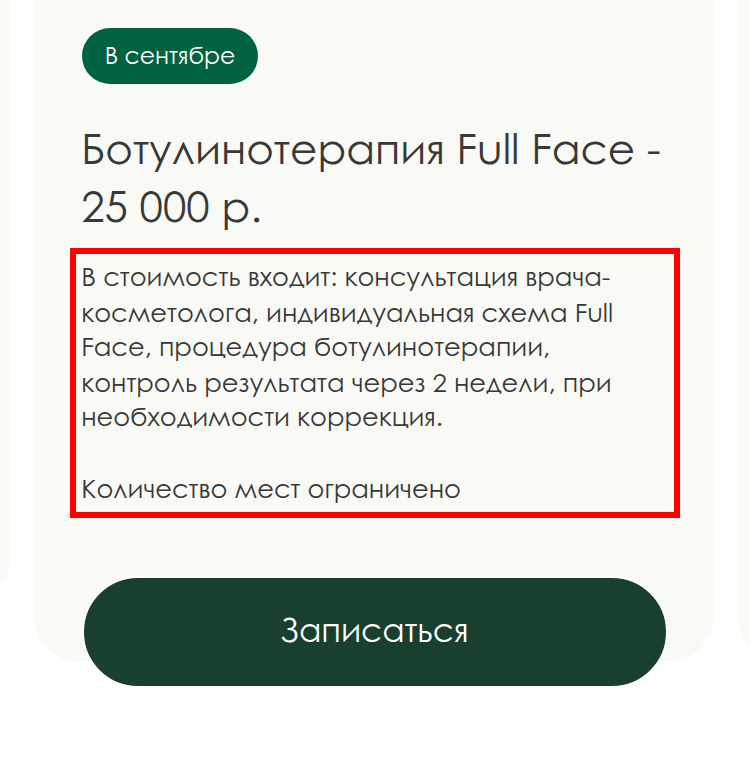 В сентябре
Ботулинотерапия Full Face -
25 000 р.
В стоимость входит: консультация врача-
косметолога, индивидуальная схема Full
Face, процедура ботулинотерапии,
контроль результата через 2 недели, при
необходимости коррекция.
Количество мест ограничено
Записаться